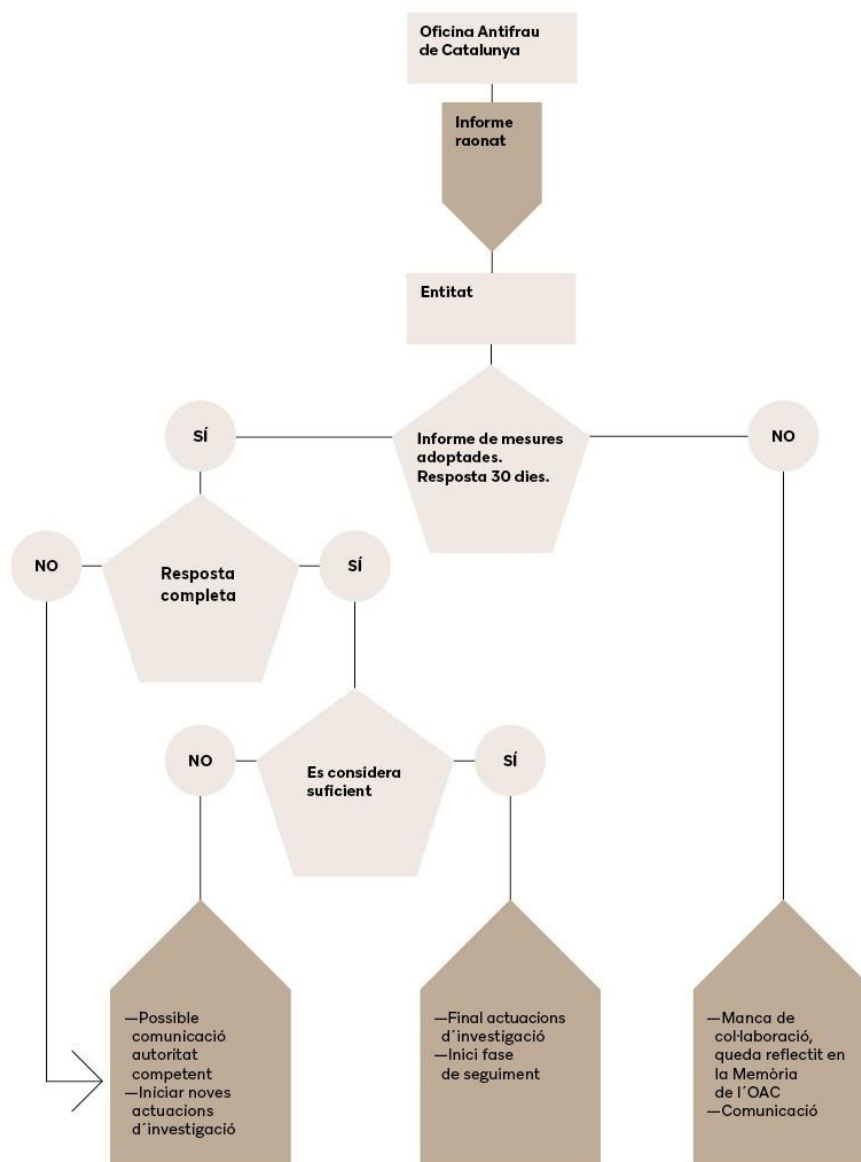 Oficina Antifrau
de Catalunya
Informe
raonat
Entitat
SÍ
Informe de mesures
adoptades.
Resposta 30 dies.
NO
NO
Resposta
completa
SÍ
NO
Es considera
suficient
SÍ
—Possible
comunicació
autoritat
competent
—Iniciar noves
actuacions
d´investigació
—Final actuacions
d´investigació
—Inici fase
de seguiment
—Manca de
col·laboració,
queda reflectit en
la Memòria
de l´OAC
—Comunicació